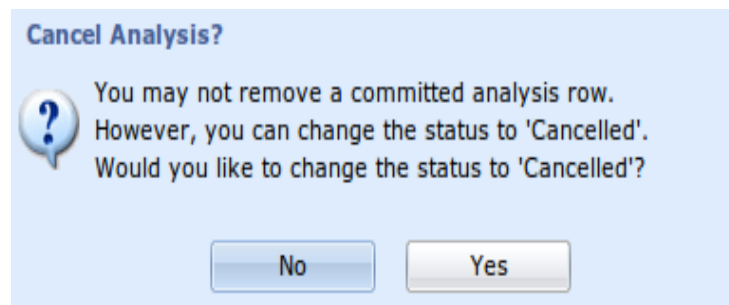 Cancel Analysis?
You may not remove a committed analysis row.
However, you can change the status to 'Cancelled'.
Would you like to change the status to 'Cancelled'?
No Yes